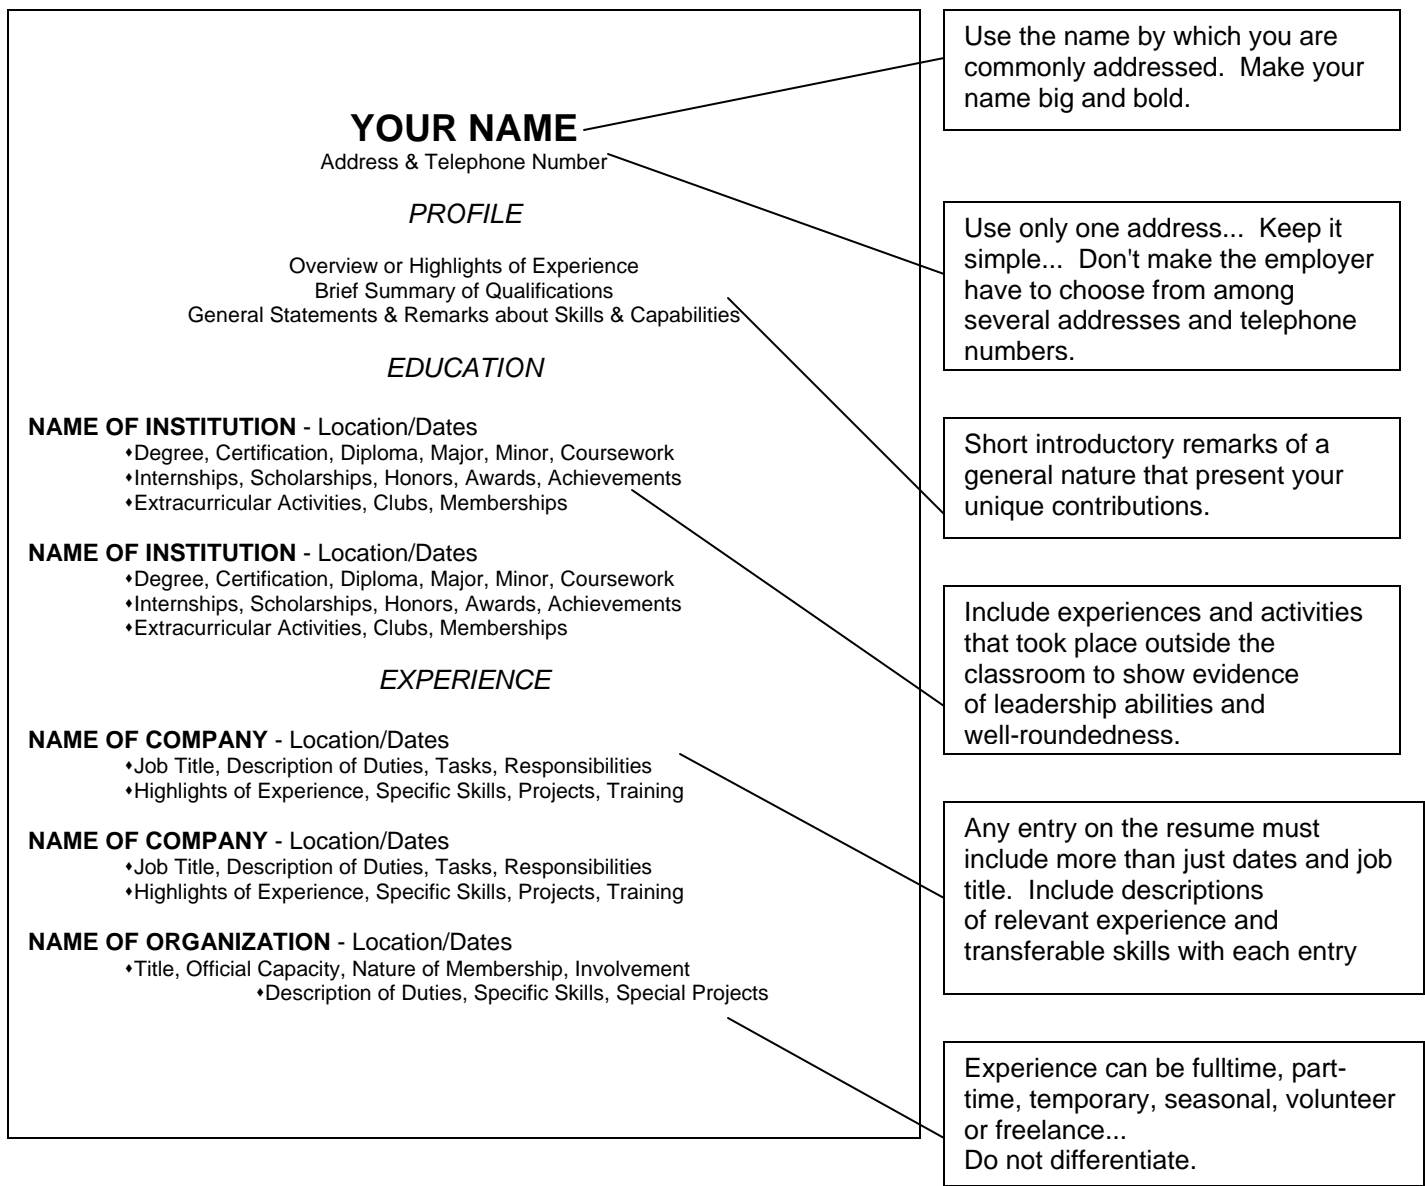 YOUR NAME
Address & Telephone Number
PROFILE
Overview or Highlights of Experience
Brief Summary of Qualifications
General Statements & Remarks about Skills & Capabilities
EDUCATION
NAME OF INSTITUTION - Location/Dates
♦Degree, Certification, Diploma, Major, Minor, Coursework
♦Internships, Scholarships, Honors, Awards, Achievements
♦Extracurricular Activities, Clubs, Memberships
NAME OF INSTITUTION - Location/Dates
♦Degree, Certification, Diploma, Major, Minor, Coursework
♦Internships, Scholarships, Honors, Awards, Achievements
♦Extracurricular Activities, Clubs, Memberships
EXPERIENCE
NAME OF COMPANY - Location/Dates
♦Job Title, Description of Duties, Tasks, Responsibilities
♦Highlights of Experience, Specific Skills, Projects, Training
NAME OF COMPANY - Location/Dates
♦Job Title, Description of Duties, Tasks, Responsibilities
♦Highlights of Experience, Specific Skills, Projects, Training
NAME OF ORGANIZATION - Location/Dates
♦Title, Official Capacity, Nature of Membership, Involvement
♦Description of Duties, Specific Skills, Special Projects
Use the name by which you are
commonly addressed.  Make your
name big and bold.
Use only one address...  Keep it
simple...  Don't make the employer
have to choose from among
several addresses and telephone
numbers.
Short introductory remarks of a
general nature that present your
unique contributions.
Include experiences and activities
that took place outside the
classroom to show evidence
of leadership abilities and
well-roundedness.
Any entry on the resume must
include more than just dates and job
title.  Include descriptions
of relevant experience and
transferable skills with each entry
Experience can be fulltime, part-
time, temporary, seasonal, volunteer
or freelance...
Do not differentiate.